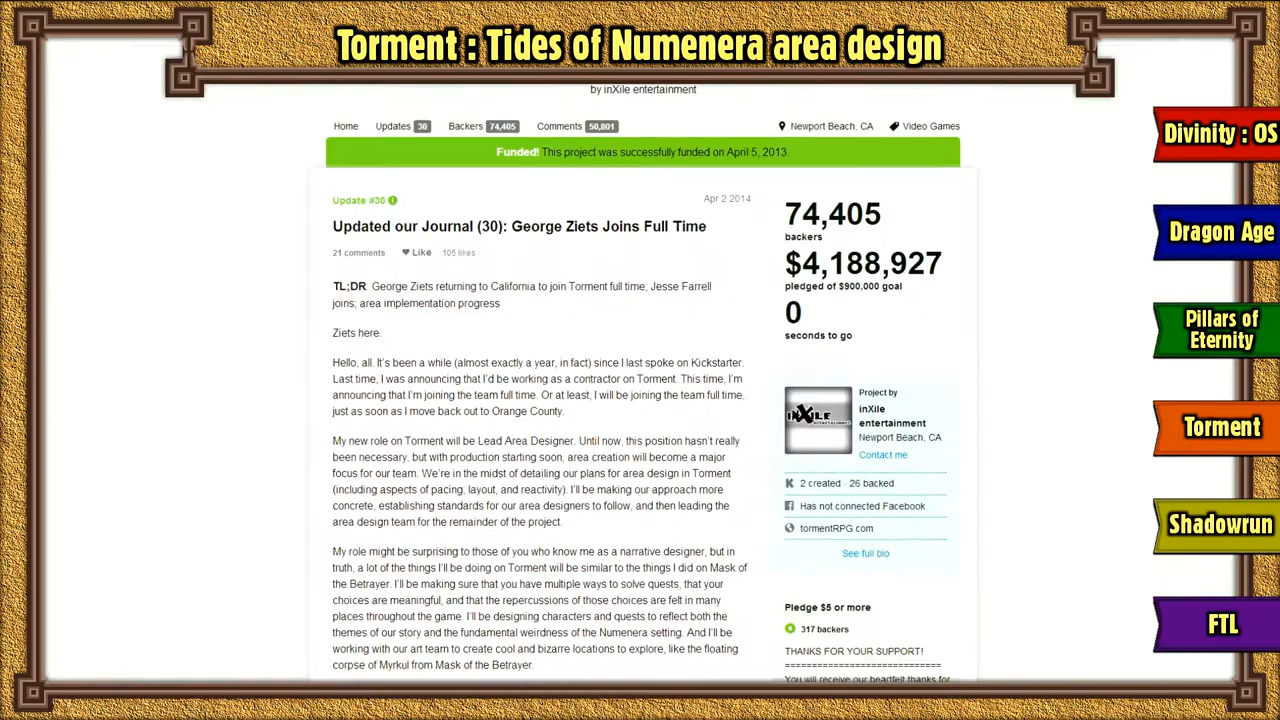 Torment : Tides of Numenera area design
by inXile entertainment
Home Updates 30 Backers 74,405 Comments 50,801 Newport Beach, CA Video Games
Funded! This project was successfully funded on April 5, 2013.
Update #30
Apr 2 2014
Updated our Journal (30): George Ziets Joins Full Time
21 comments Like 105 likes
TL;DR: George Ziets returning to California to join Torment full time; Jesse Farrell
joins; area implementation progress
Ziets here.
Hello, all. It's been a while (almost exactly a year, in fact) since I last spoke on Kickstarter.
Last time, I was announcing that I'd be working as a contractor on Torment. This time, I'm
announcing that I'm joining the team full time. Or at least, I will be joining the team full time,
just as soon as I move back out to Orange County.
My new role on Torment will be Lead Area Designer. Until now, this position hasn't really
been necessary, but with production starting soon, area creation will become a major
focus for our team. We're in the midst of detailing our plans for area design in Torment
(including aspects of pacing, layout, and reactivity). I'll be making our approach more
concrete, establishing standards for our area designers to follow, and then leading the
area design team for the remainder of the project.
My role might be surprising to those of you who know me as a narrative designer, but in
truth, a lot of the things I'll be doing on Torment will be similar to the things I did on Mask of
the Betrayer. I'll be making sure that you have multiple ways to solve quests, that your
choices are meaningful, and that the repercussions of those choices are felt in many
places throughout the game. I'll be designing characters and quests to reflect both the
themes of our story and the fundamental weirdness of the Numenera setting. And I'll be
working with our art team to create cool and bizarre locations to explore, like the floating
corpse of Myrkul from Mask of the Betrayer.
74,405
backers
$4,188,927
pledged of $900,000 goal
0
seconds to go
inXILE
entertainment
Project by
inXile
entertainment
Newport Beach, CA
Contact me
2 created · 26 backed
Has not connected Facebook
tormentRPG.com
See full bio
Pledge $5 or more
317 backers
THANKS FOR YOUR SUPPORT!
============================
You will receive our heartfelt thanks for
Divinity : OS
Dragon Age
Pillars of
Eternity
Torment
Shadowrun
FTL